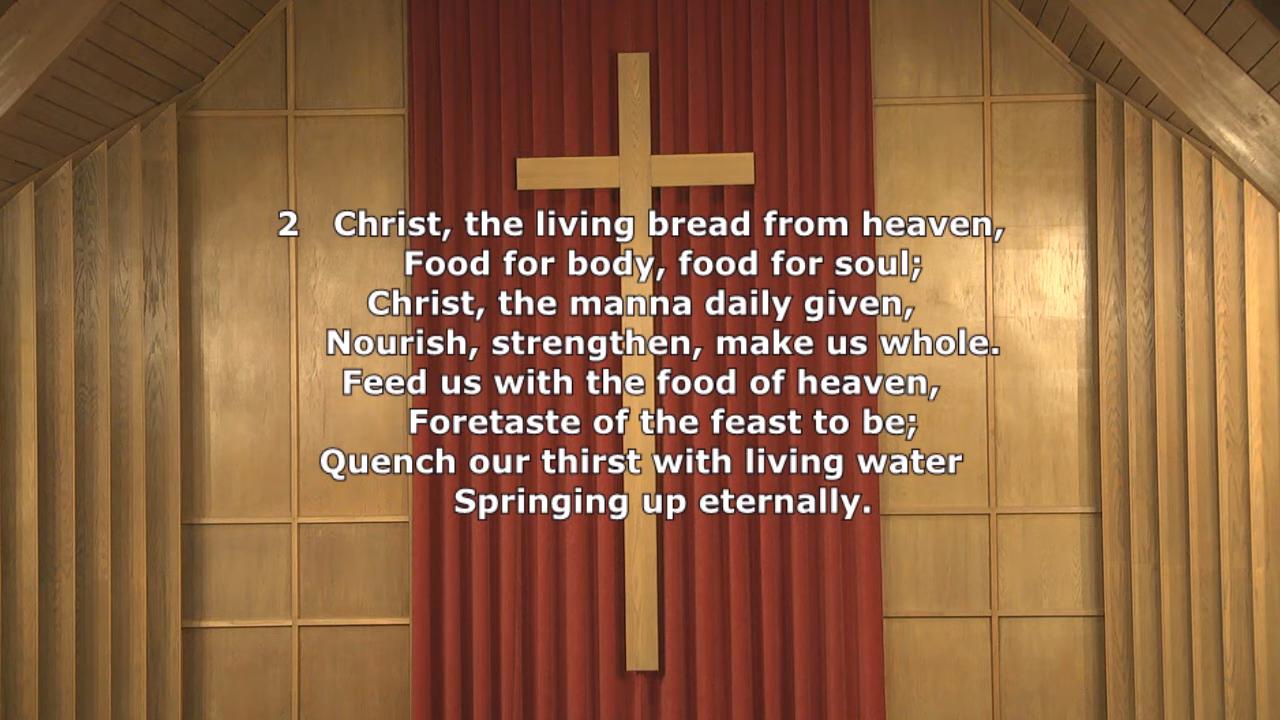 2 Christ, the living bread from heaven,
Food for body, food for soul;
Christ, the manna daily given,
Nourish, strengthen, make us whole.
Feed us with the food of heaven,
Foretaste of the feast to be;
Quench our thirst with living water
Springing up eternally.